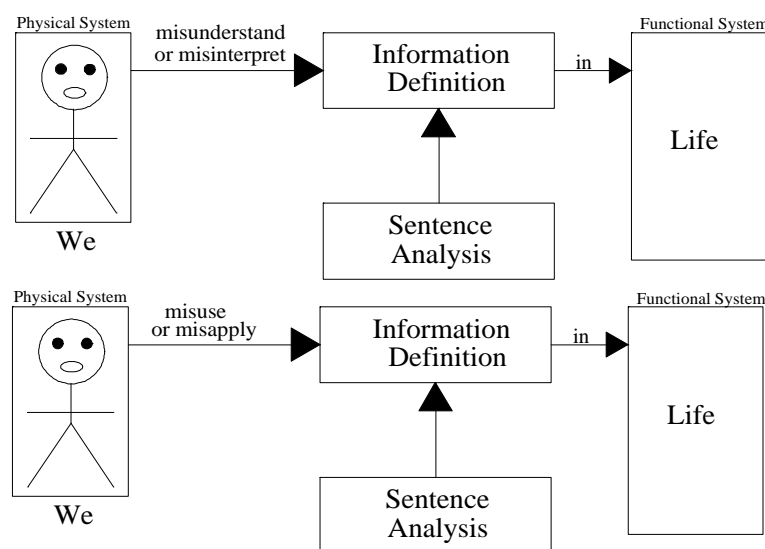 Physical System
Functional System
misunderstand
or misinterpret
Information
Definition
in
Life
We
Sentence
Analysis
Physical System
Functional System
misuse
or misapply
Information
Definition
in
Life
We
Sentence
Analysis